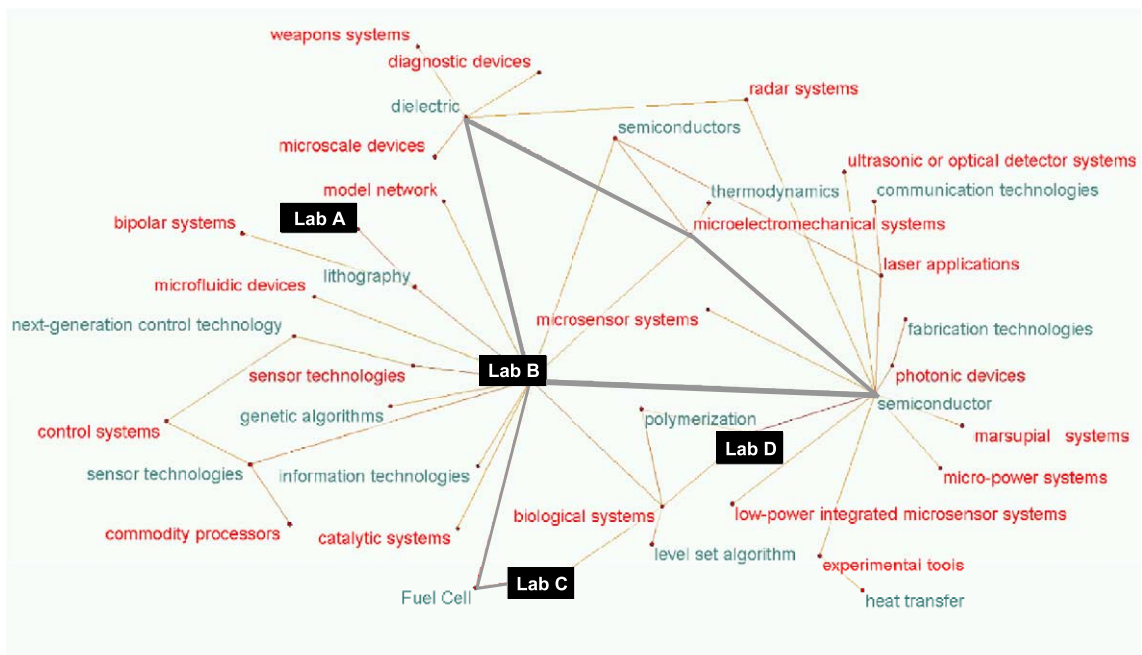 weapons systems
diagnostic devices
radar systems
dielectric
semiconductors
microscale devices
ultrasonic or optical detector systems
model network
thermodynamics
communication technologies
Lab A
bipolar systems
microelectromechanical systems
laser applications
lithography
microfluidic devices
microsensor systems
next-generation control technology
fabrication technologies
Lab B
sensor technologies
photonic devices
semiconductor
genetic algorithms
polymerization
control systems
marsupial systems
Lab D
sensor technologies
information technologies
micro-power systems
biological systems
low-power integrated microsensor systems
commodity processors
catalytic systems
level set algorithm
experimental tools
Lab C
Fuel Cell
heat transfer